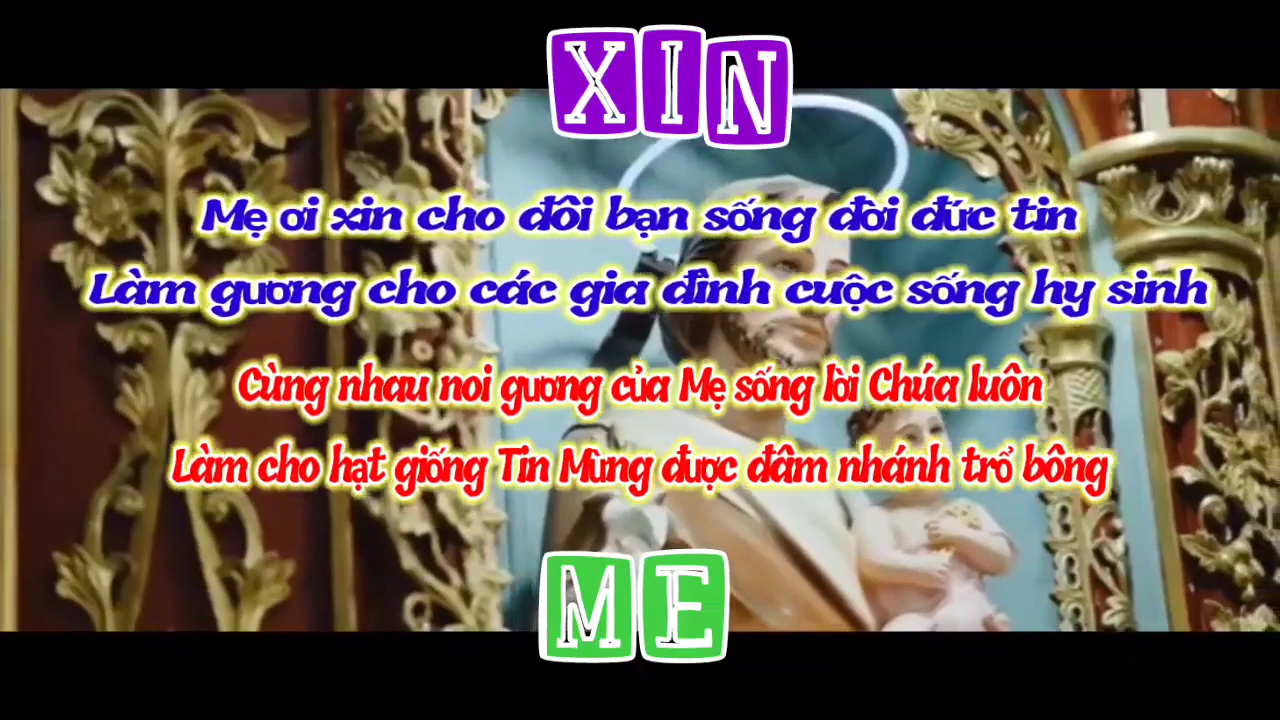 XIN
Mẹ ơi xin cho đôi bạn sống đời đức tin
Làm gương cho các gia đình cuộc sống hy sinh
Cùng nhau noi gương của Mẹ sống lời Chúa luôn
Làm cho hạt giống Tin Mừng được đâm nhánh trổ bông
ME